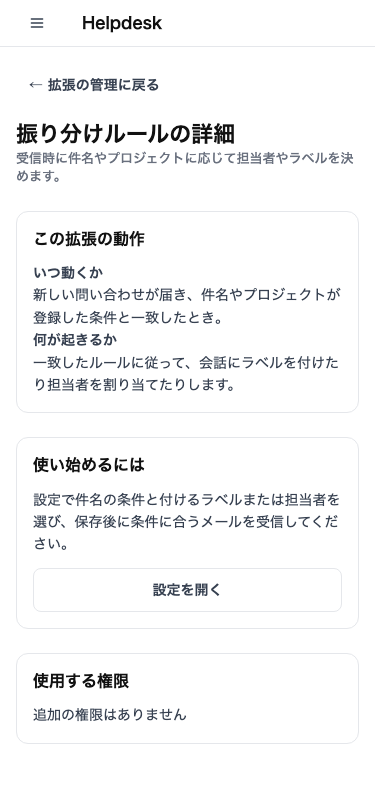 Helpdesk
← 拡張の管理に戻る
振り分けルールの詳細
受信時に件名やプロジェクトに応じて担当者やラベルを決
めます。
この拡張の動作
いつ動くか
新しい問い合わせが届き、件名やプロジェクトが
登録した条件と一致したとき。
何が起きるか
一致したルールに従って、会話にラベルを付けた
り担当者を割り当てたりします。
使い始めるには
設定で件名の条件と付けるラベルまたは担当者を
選び、保存後に条件に合うメールを受信してくだ
さい。
設定を開く
使用する権限
追加の権限はありません